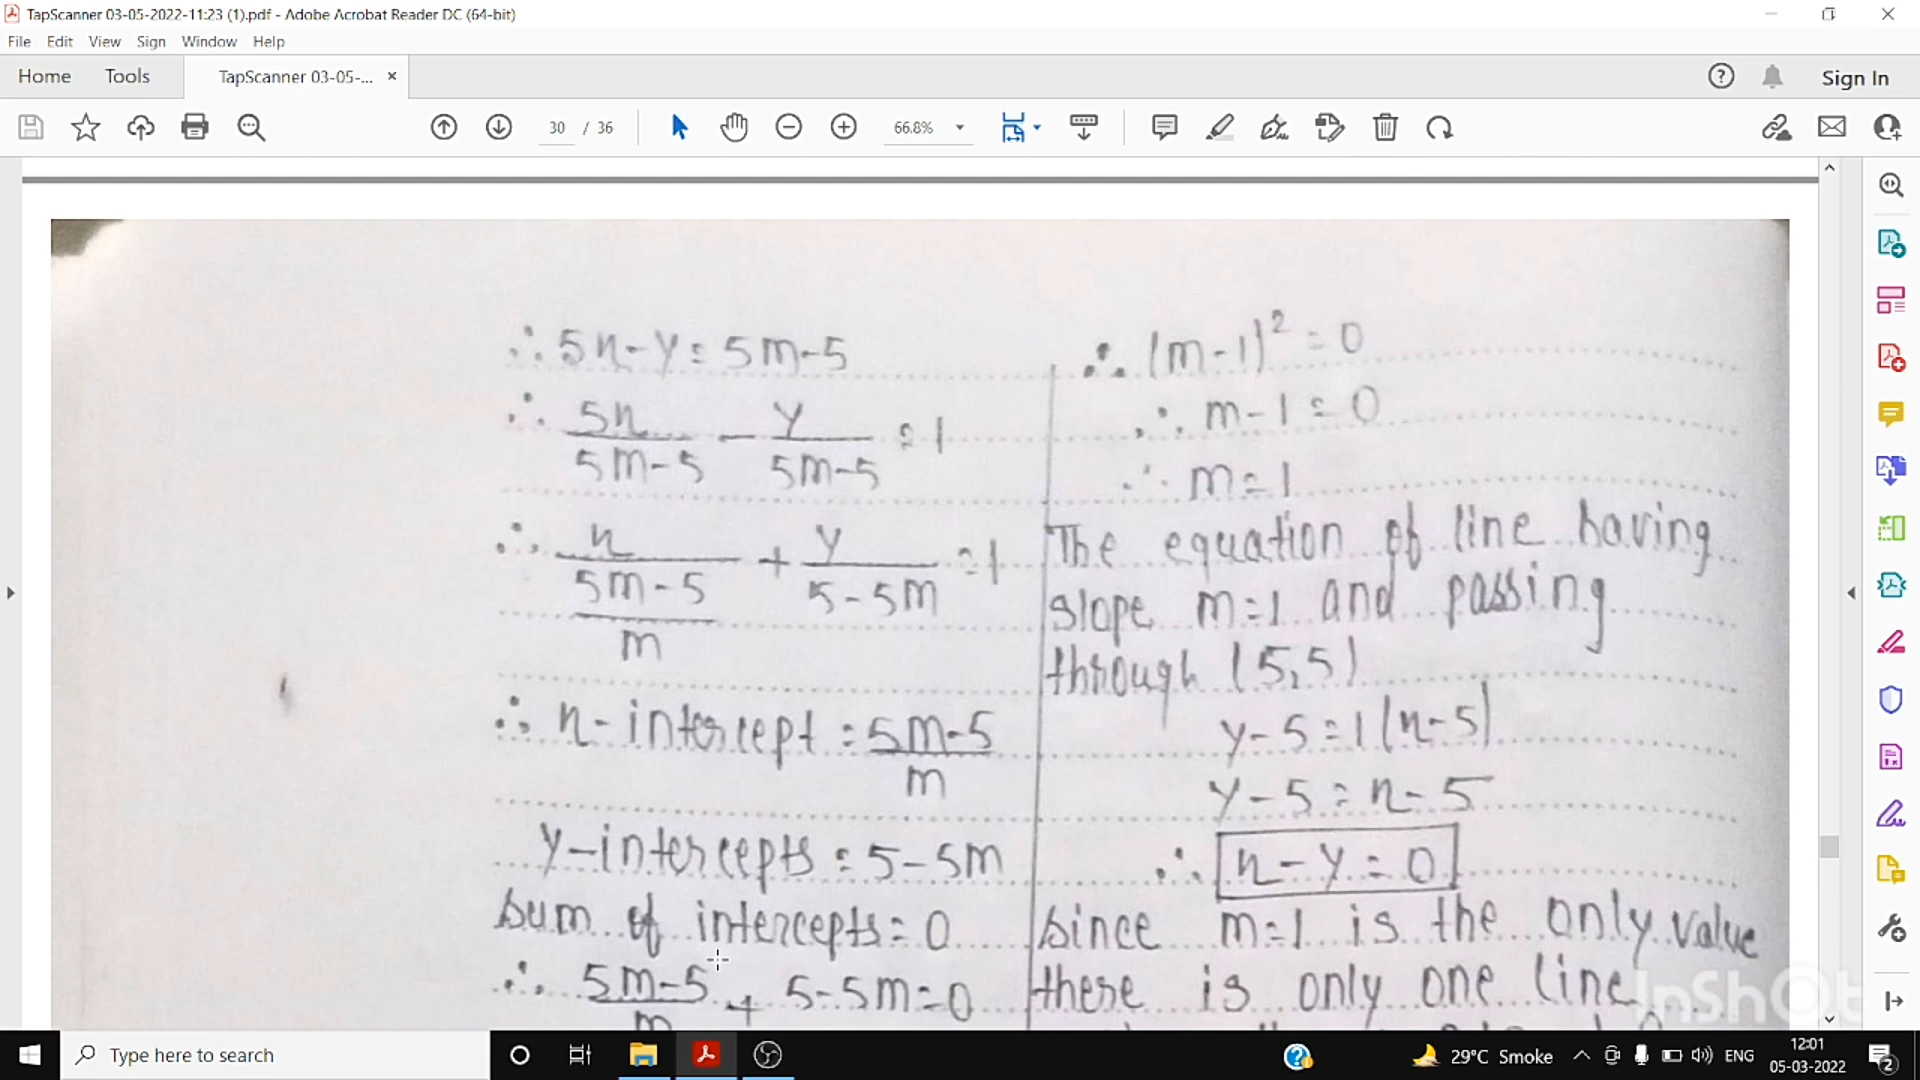 TapScanner 03-05-2022-11:23 (1).pdf - Adobe Acrobat Reader DC (64-bit)
File Edit View Sign Window Help
Home Tools TapScanner 03-05-... × Sign In
30 / 36 66.8%
∴ 5n-y=5m-5
∴ 5n/5m-5 - y/5m-5 = 1
∴ n/(5m-5/m) + y/5-5m = 1
∴ n-intercept = 5m-5/m
y-intercepts = 5-5m
sum of intercepts = 0
∴ 5m-5/m + 5-5m=0
∴ (m-1)² = 0
∴ m-1=0
∴ m=1
The equation of line having
slope m=1 and passing
through (5,5)
y-5=1(n-5)
y-5=n-5
∴ n-y=0
since m=1 is the only value
there is only one line
InShOt
Type here to search
29°C Smoke ENG 12:01
05-03-2022
2